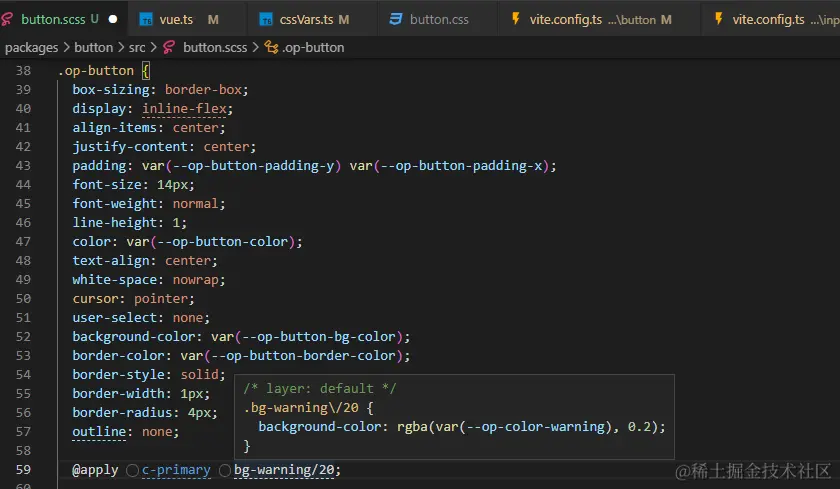 button.scss U vue.ts M cssVars.ts M button.css vite.config.ts ...\button M vite.config.ts ...\inp
packages > button > src > button.scss > .op-button
38 .op-button {
39 box-sizing: border-box;
40 display: inline-flex;
41 align-items: center;
42 justify-content: center;
43 padding: var(--op-button-padding-y) var(--op-button-padding-x);
44 font-size: 14px;
45 font-weight: normal;
46 line-height: 1;
47 color: var(--op-button-color);
48 text-align: center;
49 white-space: nowrap;
50 cursor: pointer;
51 user-select: none;
52 background-color: var(--op-button-bg-color);
53 border-color: var(--op-button-border-color);
54 border-style: solid;
55 border-width: 1px;
56 border-radius: 4px;
57 outline: none;
/* layer: default */
.bg-warning\/20 {
background-color: rgba(var(--op-color-warning), 0.2);
}
58
59 @apply c-primary bg-warning/20;
60
@稀土掘金技术社区